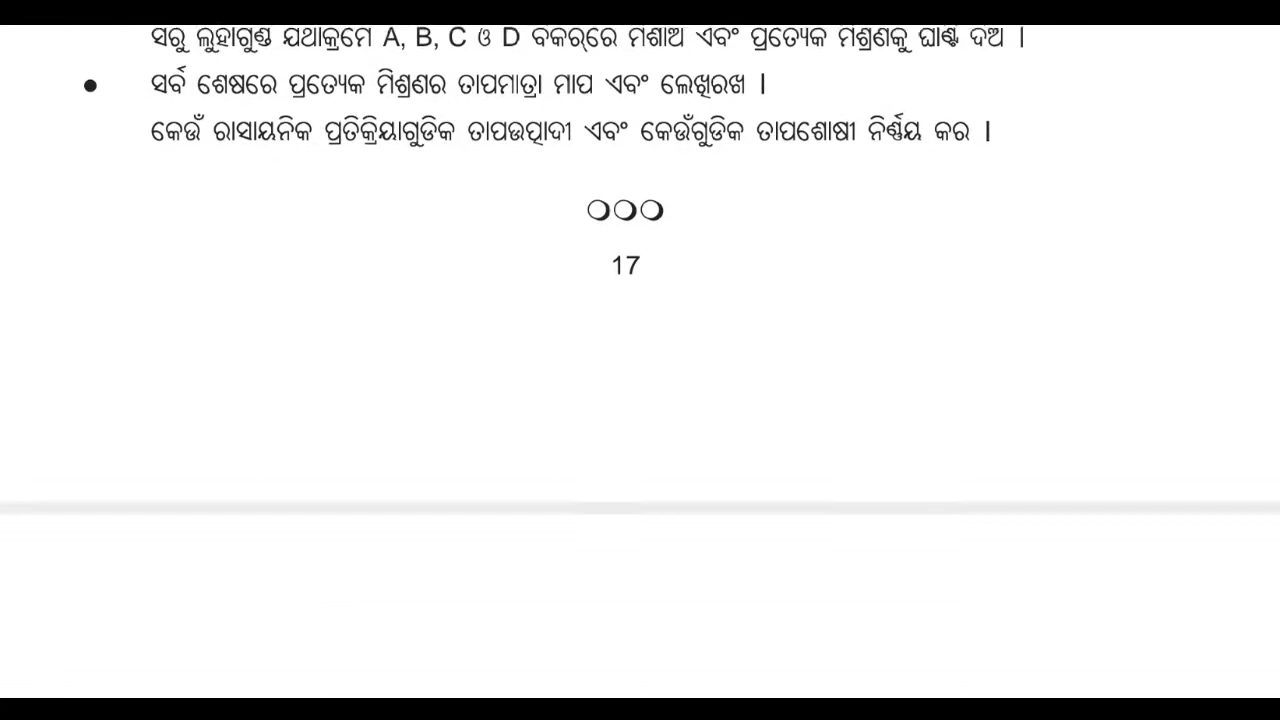 ସରୁ ଲୁହାଗୁଣ୍ଡ ଯଥାକ୍ରମେ A, B, C ଓ D ବିକର୍‌ରେ ମିଶାଅ ଏବଂ ପ୍ରତ୍ୟେକ ମିଶ୍ରଣକୁ ଘାଣ୍ଟି ଦିଅ ।
● ସର୍ବ ଶେଷରେ ପ୍ରତ୍ୟେକ ମିଶ୍ରଣର ତାପମାତ୍ରା ମାପ ଏବଂ ଲେଖିରଖ ।
କେଉଁ ରାସାୟନିକ ପ୍ରତିକ୍ରିୟାଗୁଡିକ ତାପଉତ୍ପାଦୀ ଏବଂ କେଉଁଗୁଡିକ ତାପଶୋଷୀ ନିର୍ଣ୍ଣୟ କର ।
17